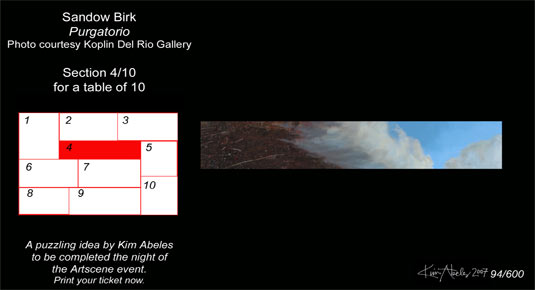 Sandow Birk
Purgatorio
Photo courtesy Koplin Del Rio Gallery
Section 4/10
for a table of 10
1
2
3
4
5
6
7
8
9
10
A puzzling idea by Kim Abeles
to be completed the night of
the Artscene event.
Print your ticket now.
Kim Abeles 2007 94/600